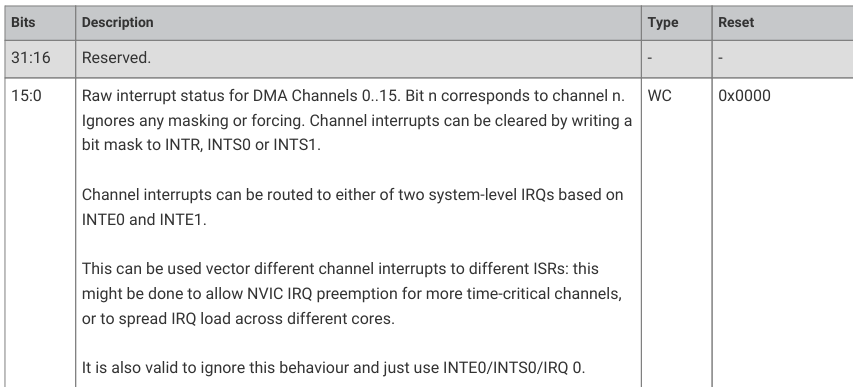 Bits Description Type Reset
31:16 Reserved. - -
15:0 Raw interrupt status for DMA Channels 0..15. Bit n corresponds to channel n. WC 0x0000
Ignores any masking or forcing. Channel interrupts can be cleared by writing a
bit mask to INTR, INTS0 or INTS1.
Channel interrupts can be routed to either of two system-level IRQs based on
INTE0 and INTE1.
This can be used vector different channel interrupts to different ISRs: this
might be done to allow NVIC IRQ preemption for more time-critical channels,
or to spread IRQ load across different cores.
It is also valid to ignore this behaviour and just use INTE0/INTS0/IRQ 0.